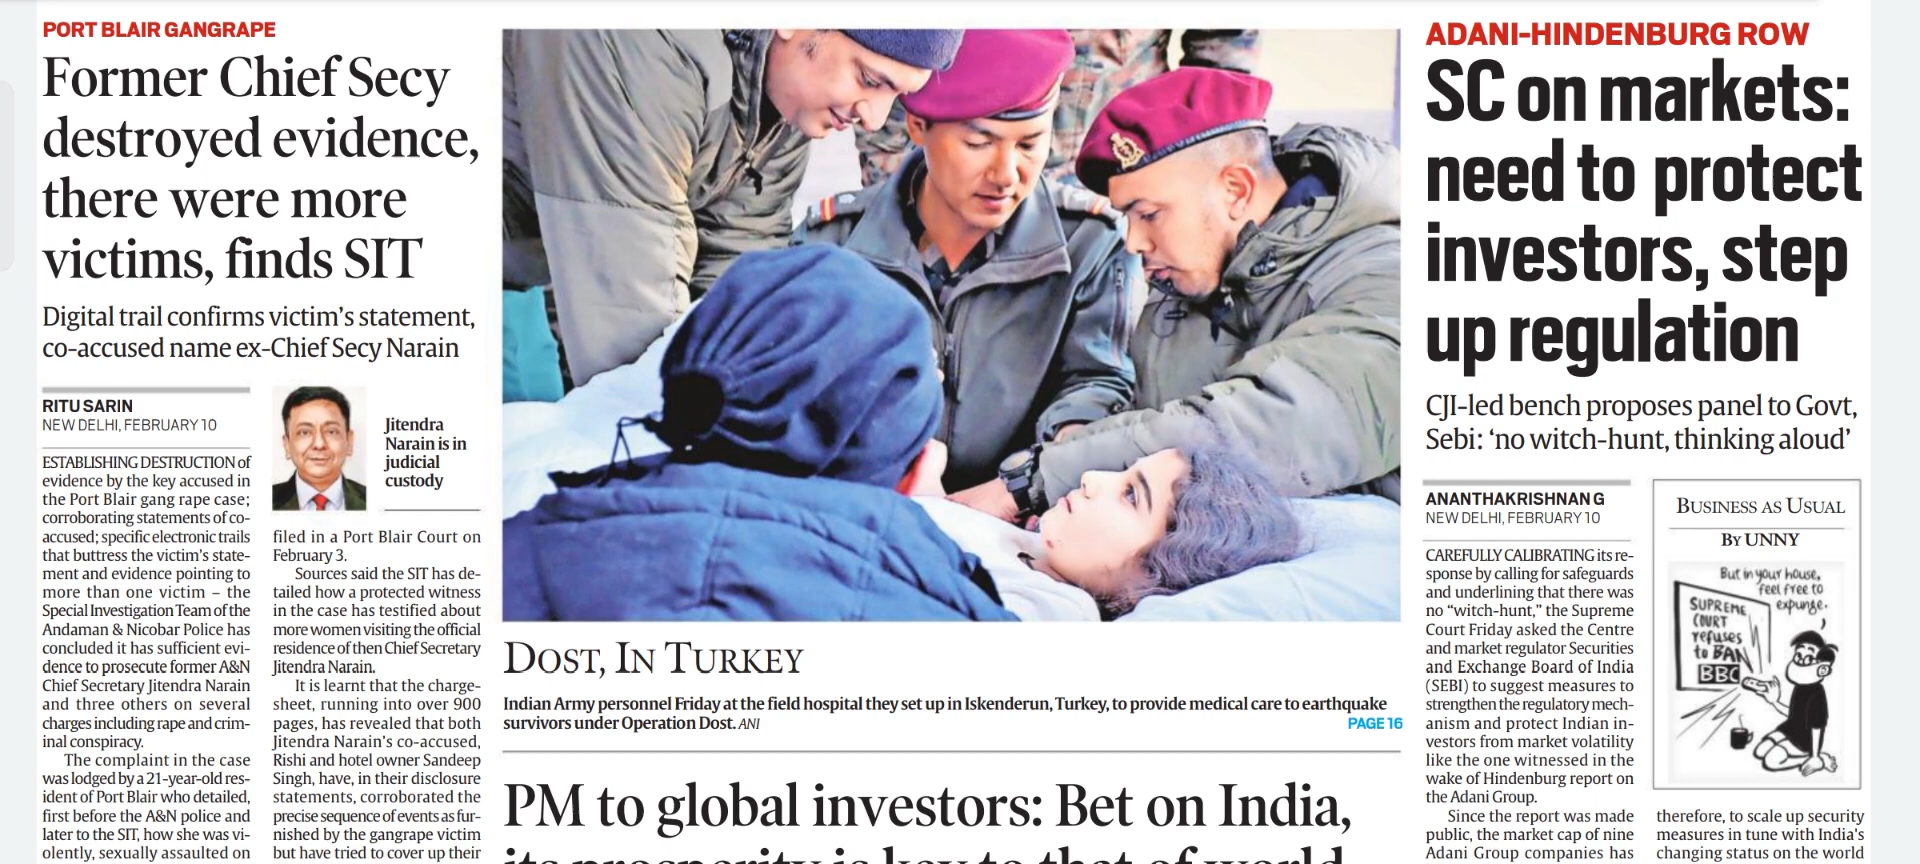 PORT BLAIR GANGRAPE
Former Chief Secy
destroyed evidence,
there were more
victims, finds SIT
Digital trail confirms victim's statement,
co-accused name ex-Chief Secy Narain
RITU SARIN
NEW DELHI, FEBRUARY 10
ESTABLISHING DESTRUCTION of
evidence by the key accused in
the Port Blair gang rape case;
corroborating statements of co-
accused; specific electronic trails
that buttress the victim's state-
ment and evidence pointing to
more than one victim – the
Special Investigation Team of the
Andaman & Nicobar Police has
concluded it has sufficient evi-
dence to prosecute former A&N
Chief Secretary Jitendra Narain
and three others on several
charges including rape and crim-
inal conspiracy.
The complaint in the case
was lodged by a 21-year-old res-
ident of Port Blair who detailed,
first before the A&N police and
later to the SIT, how she was vi-
olently, sexually assaulted on
Jitendra
Narain is in
judicial
custody
filed in a Port Blair Court on
February 3.
Sources said the SIT has de-
tailed how a protected witness
in the case has testified about
more women visiting the official
residence of then Chief Secretary
Jitendra Narain.
It is learnt that the charge-
sheet, running into over 900
pages, has revealed that both
Jitendra Narain's co-accused,
Rishi and hotel owner Sandeep
Singh, have, in their disclosure
statements, corroborated the
precise sequence of events as fur-
nished by the gangrape victim
but have tried to cover up their
DOST, IN TURKEY
Indian Army personnel Friday at the field hospital they set up in Iskenderun, Turkey, to provide medical care to earthquake
survivors under Operation Dost. ANI
PAGE 16
PM to global investors: Bet on India,
its prosperity is key to that of world
ADANI-HINDENBURG ROW
SC on markets:
need to protect
investors, step
up regulation
CJI-led bench proposes panel to Govt,
Sebi: 'no witch-hunt, thinking aloud'
ANANTHAKRISHNAN G
NEW DELHI, FEBRUARY 10
CAREFULLY CALIBRATING its re-
sponse by calling for safeguards
and underlining that there was
no "witch-hunt," the Supreme
Court Friday asked the Centre
and market regulator Securities
and Exchange Board of India
(SEBI) to suggest measures to
strengthen the regulatory mech-
anism and protect Indian in-
vestors from market volatility
like the one witnessed in the
wake of Hindenburg report on
the Adani Group.
Since the report was made
public, the market cap of nine
Adani Group companies has
BUSINESS AS USUAL
BY UNNY
But in your house,
feel free to
expunge.
SUPREME
COURT
refuses
to BAN
BBC
therefore, to scale up security
measures in tune with India's
changing status on the world